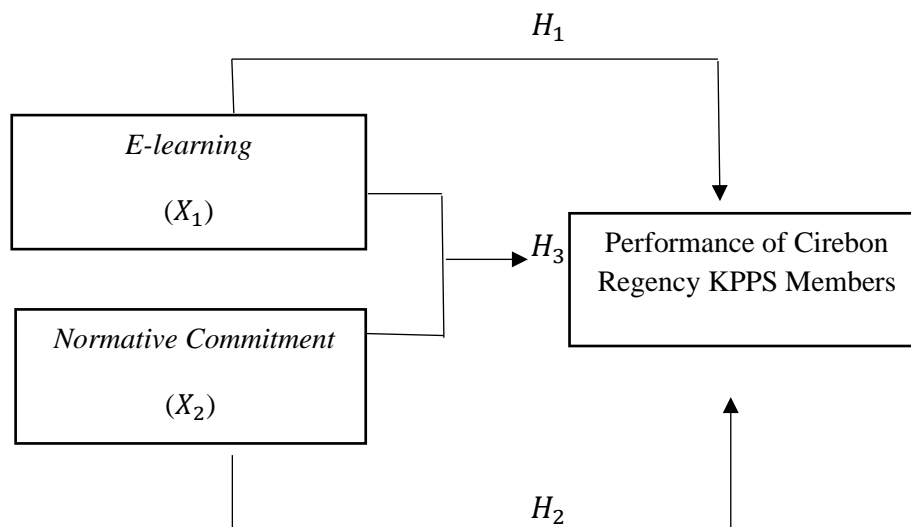 H₁
E-learning
(X₁)
H₃
Performance of Cirebon
Regency KPPS Members
Normative Commitment
(X₂)
H₂